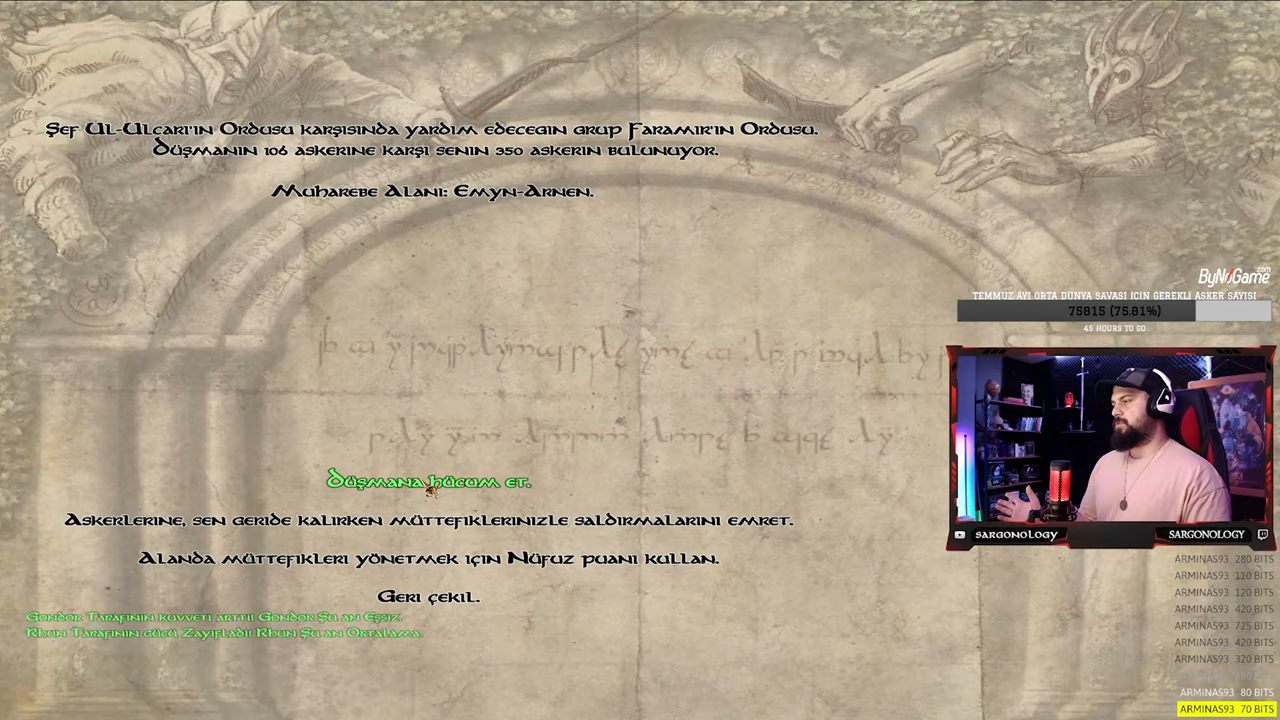 Şef Ul-Ulcari'in Ordusu karşısında yardım edeceğin grup Faramir'in Ordusu.
Düşmanın 106 askerine karşı senin 350 askerin bulunuyor.
Muharebe Alanı: Emyn-Arnen.
Düşmana hücum et.
Askerlerine, sen geride kalırken müttefiklerinizle saldırmalarını emret.
Alanda müttefikleri yönetmek için Nüfuz puanı kullan.
Geri çekil.
Gondor Tarafının kuvveti arttı! Gondor Şu an Eşsiz.
Rhun Tarafının gücü Zayıfladı! Rhun Şu an Ortalama.
ByNoGame.com
TEMMUZ AYI ORTA DÜNYA SAVASI ICIN GEREKLI ASKER SAYISI
75815 (75.81%)
45 HOURS TO GO
SARGONOLOGY
SARGONOLOGY
ARMINAS93 280 BITS
ARMINAS93 110 BITS
ARMINAS93 120 BITS
ARMINAS93 420 BITS
ARMINAS93 725 BITS
ARMINAS93 420 BITS
ARMINAS93 320 BITS
ARMINAS93 80 BITS
ARMINAS93 70 BITS